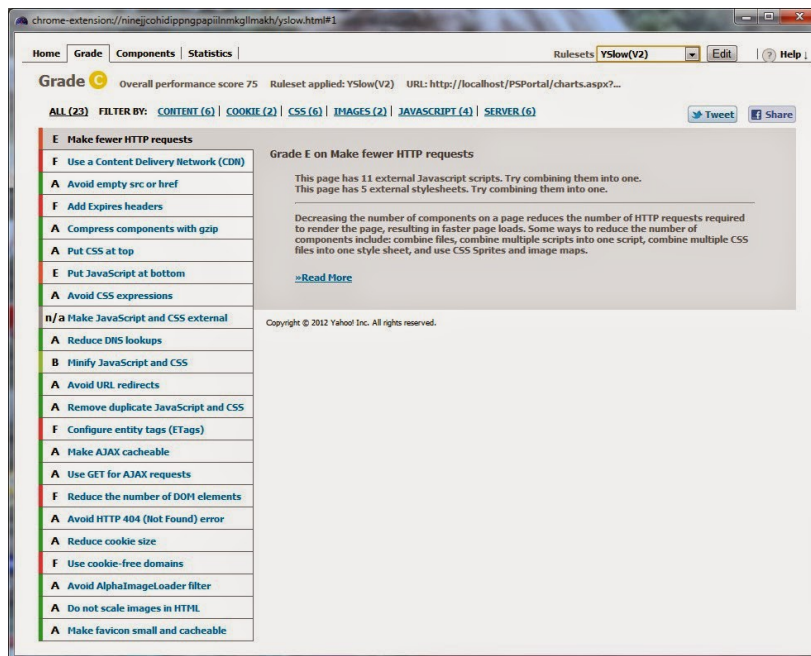 chrome-extension://ninejjcohidippngpapiilnmkgllmakh/yslow.html#1
Home Grade Components Statistics Rulesets YSlow(V2) Edit ? Help ↓
Grade C Overall performance score 75 Ruleset applied: YSlow(V2) URL: http://localhost/PSPortal/charts.aspx?...
ALL (23) FILTER BY: CONTENT (6) | COOKIE (2) | CSS (6) | IMAGES (2) | JAVASCRIPT (4) | SERVER (6) Tweet Share
E Make fewer HTTP requests
F Use a Content Delivery Network (CDN)
A Avoid empty src or href
F Add Expires headers
A Compress components with gzip
A Put CSS at top
E Put JavaScript at bottom
A Avoid CSS expressions
n/a Make JavaScript and CSS external
A Reduce DNS lookups
B Minify JavaScript and CSS
A Avoid URL redirects
A Remove duplicate JavaScript and CSS
F Configure entity tags (ETags)
A Make AJAX cacheable
A Use GET for AJAX requests
F Reduce the number of DOM elements
A Avoid HTTP 404 (Not Found) error
A Reduce cookie size
F Use cookie-free domains
A Avoid AlphaImageLoader filter
A Do not scale images in HTML
A Make favicon small and cacheable
Grade E on Make fewer HTTP requests
This page has 11 external Javascript scripts. Try combining them into one.
This page has 5 external stylesheets. Try combining them into one.
Decreasing the number of components on a page reduces the number of HTTP requests required
to render the page, resulting in faster page loads. Some ways to reduce the number of
components include: combine files, combine multiple scripts into one script, combine multiple CSS
files into one style sheet, and use CSS Sprites and image maps.
»Read More
Copyright © 2012 Yahoo! Inc. All rights reserved.